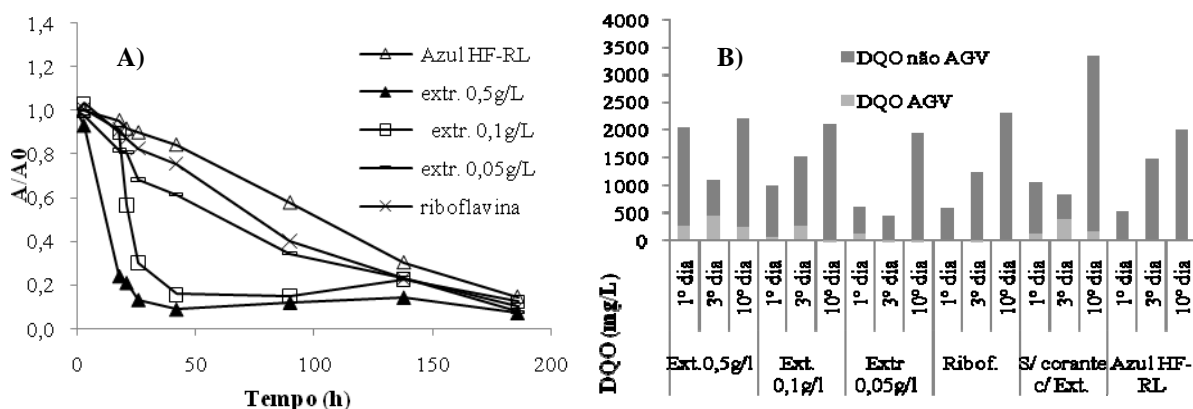 A)
1,4
1,2
1,0
0,8
0,6
0,4
0,2
0,0
A/A0
0
50
100
150
200
Tempo (h)
Azul HF-RL
extr. 0,5g/L
extr. 0,1g/L
extr. 0,05g/L
riboflavina
B)
4000
3500
3000
2500
2000
1500
1000
500
0
DQO (mg/L)
DQO não AGV
DQO AGV
1º dia
3º dia
10º dia
1º dia
3º dia
10º dia
1º dia
3º dia
10º dia
1º dia
3º dia
10º dia
1º dia
3º dia
10º dia
1º dia
3º dia
10º dia
Ext.0,5g/l
Ext.
0,1g/l
Extr
0,05g/l
Ribof.
S/ corante
c/ Ext.
Azul HF-
RL